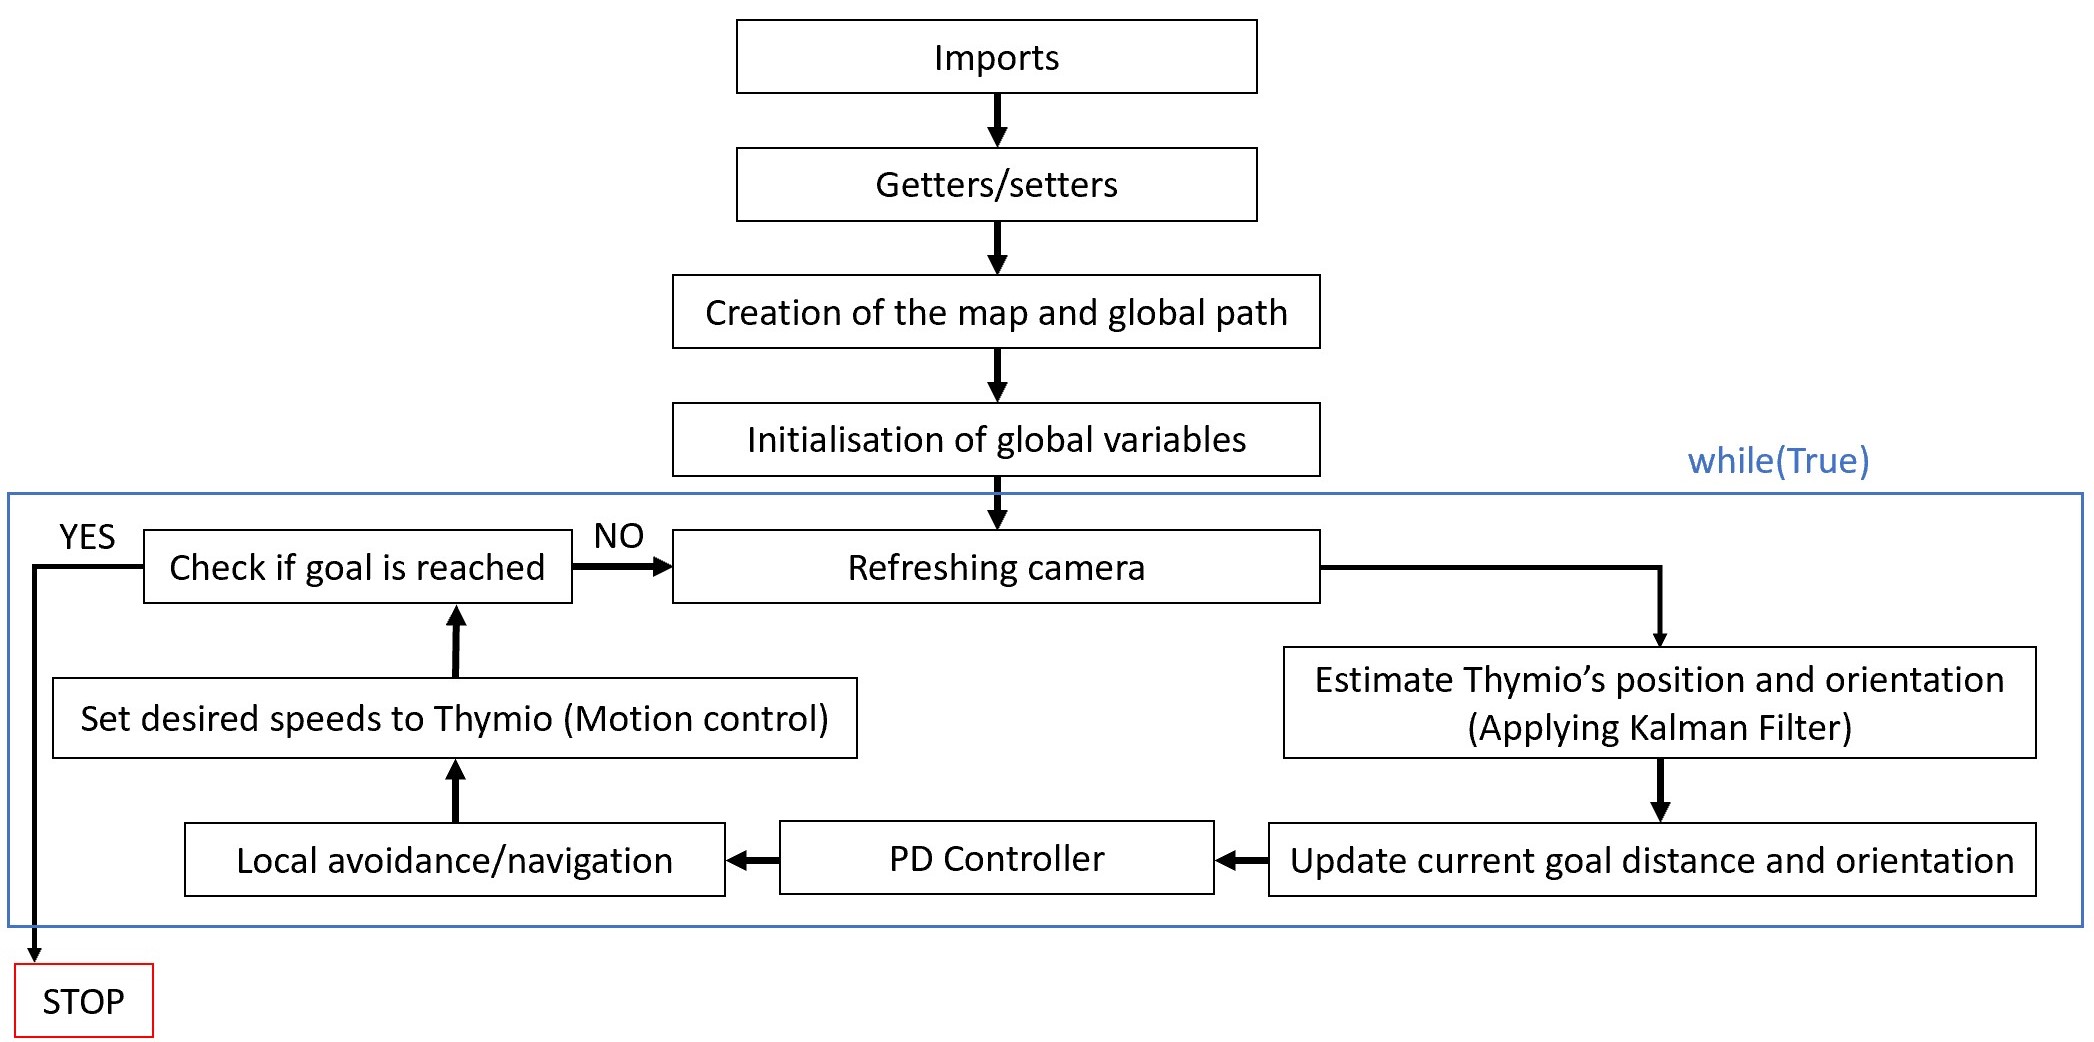 Imports
Getters/setters
Creation of the map and global path
Initialisation of global variables
while(True)
YES
Check if goal is reached
NO
Refreshing camera
Estimate Thymio’s position and orientation
(Applying Kalman Filter)
Set desired speeds to Thymio (Motion control)
Local avoidance/navigation
PD Controller
Update current goal distance and orientation
STOP